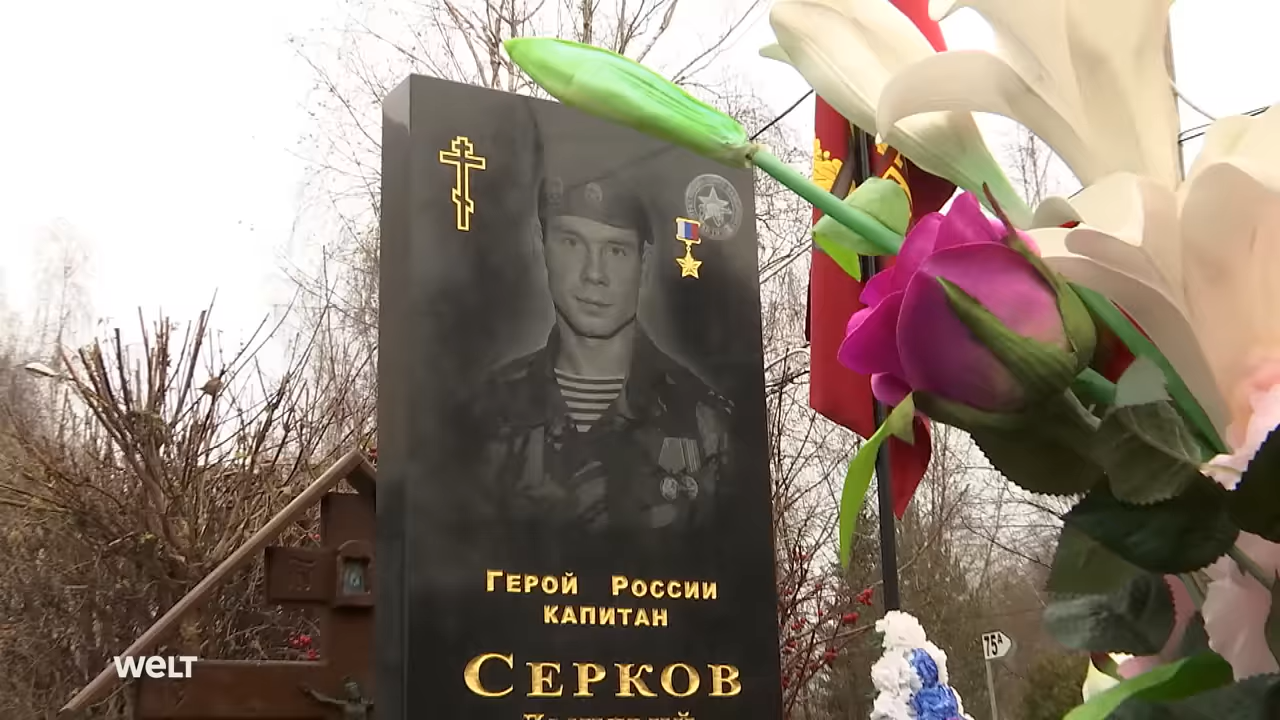 Герой России
капитан
Серков
75А
welt